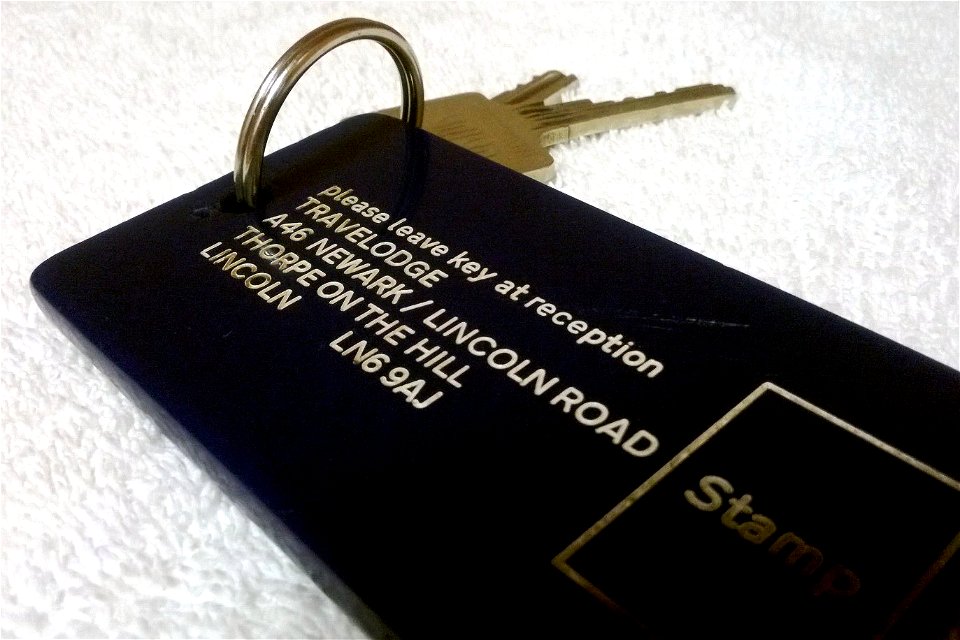 please leave key at reception
TRAVELODGE
A46 NEWARK / LINCOLN ROAD
THORPE ON THE HILL
LINCOLN LN6 9AJ
Stamp